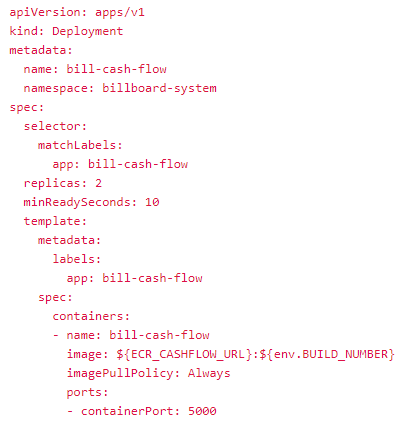 apiVersion: apps/v1
kind: Deployment
metadata:
  name: bill-cash-flow
  namespace: billboard-system
spec:
  selector:
    matchLabels:
      app: bill-cash-flow
  replicas: 2
  minReadySeconds: 10
  template:
    metadata:
      labels:
        app: bill-cash-flow
    spec:
      containers:
      - name: bill-cash-flow
        image: ${ECR_CASHFLOW_URL}:${env.BUILD_NUMBER}
        imagePullPolicy: Always
        ports:
        - containerPort: 5000